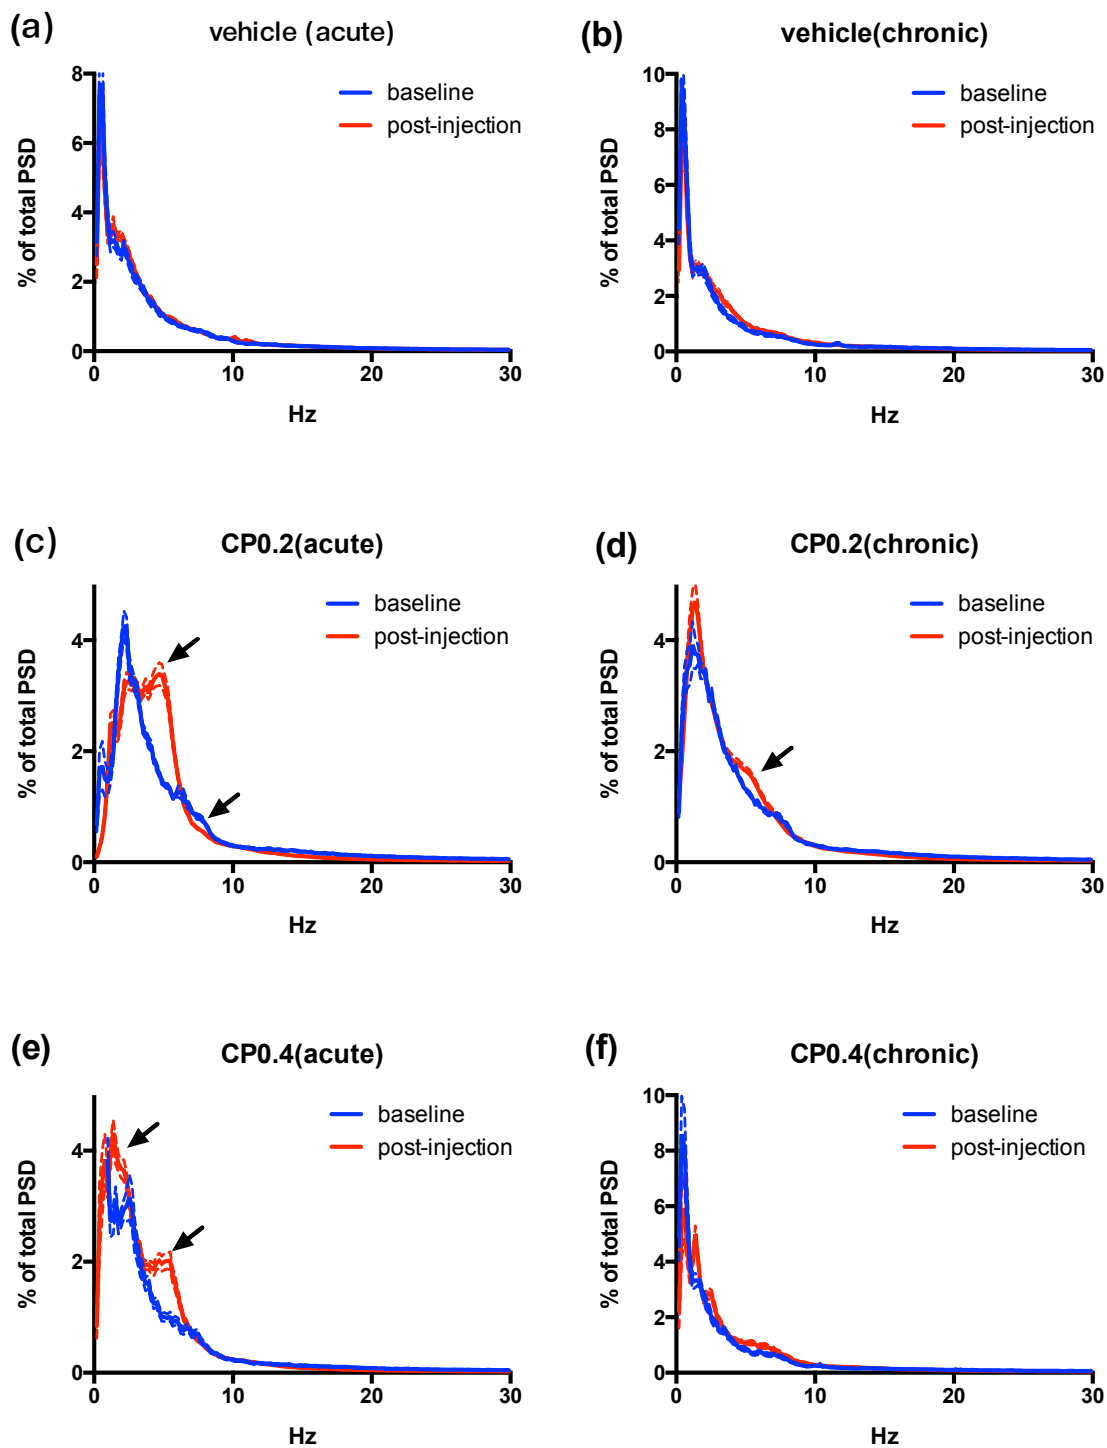 (a) vehicle (acute)
baseline
post-injection
% of total PSD
8
6
4
2
0
0 10 20 30
Hz
(b) vehicle(chronic)
baseline
post-injection
% of total PSD
10
8
6
4
2
0
0 10 20 30
Hz
(c) CP0.2(acute)
baseline
post-injection
% of total PSD
4
2
0
0 10 20 30
Hz
(d) CP0.2(chronic)
baseline
post-injection
% of total PSD
4
2
0
0 10 20 30
Hz
(e) CP0.4(acute)
baseline
post-injection
% of total PSD
4
2
0
0 10 20 30
Hz
(f) CP0.4(chronic)
baseline
post-injection
% of total PSD
10
8
6
4
2
0
0 10 20 30
Hz